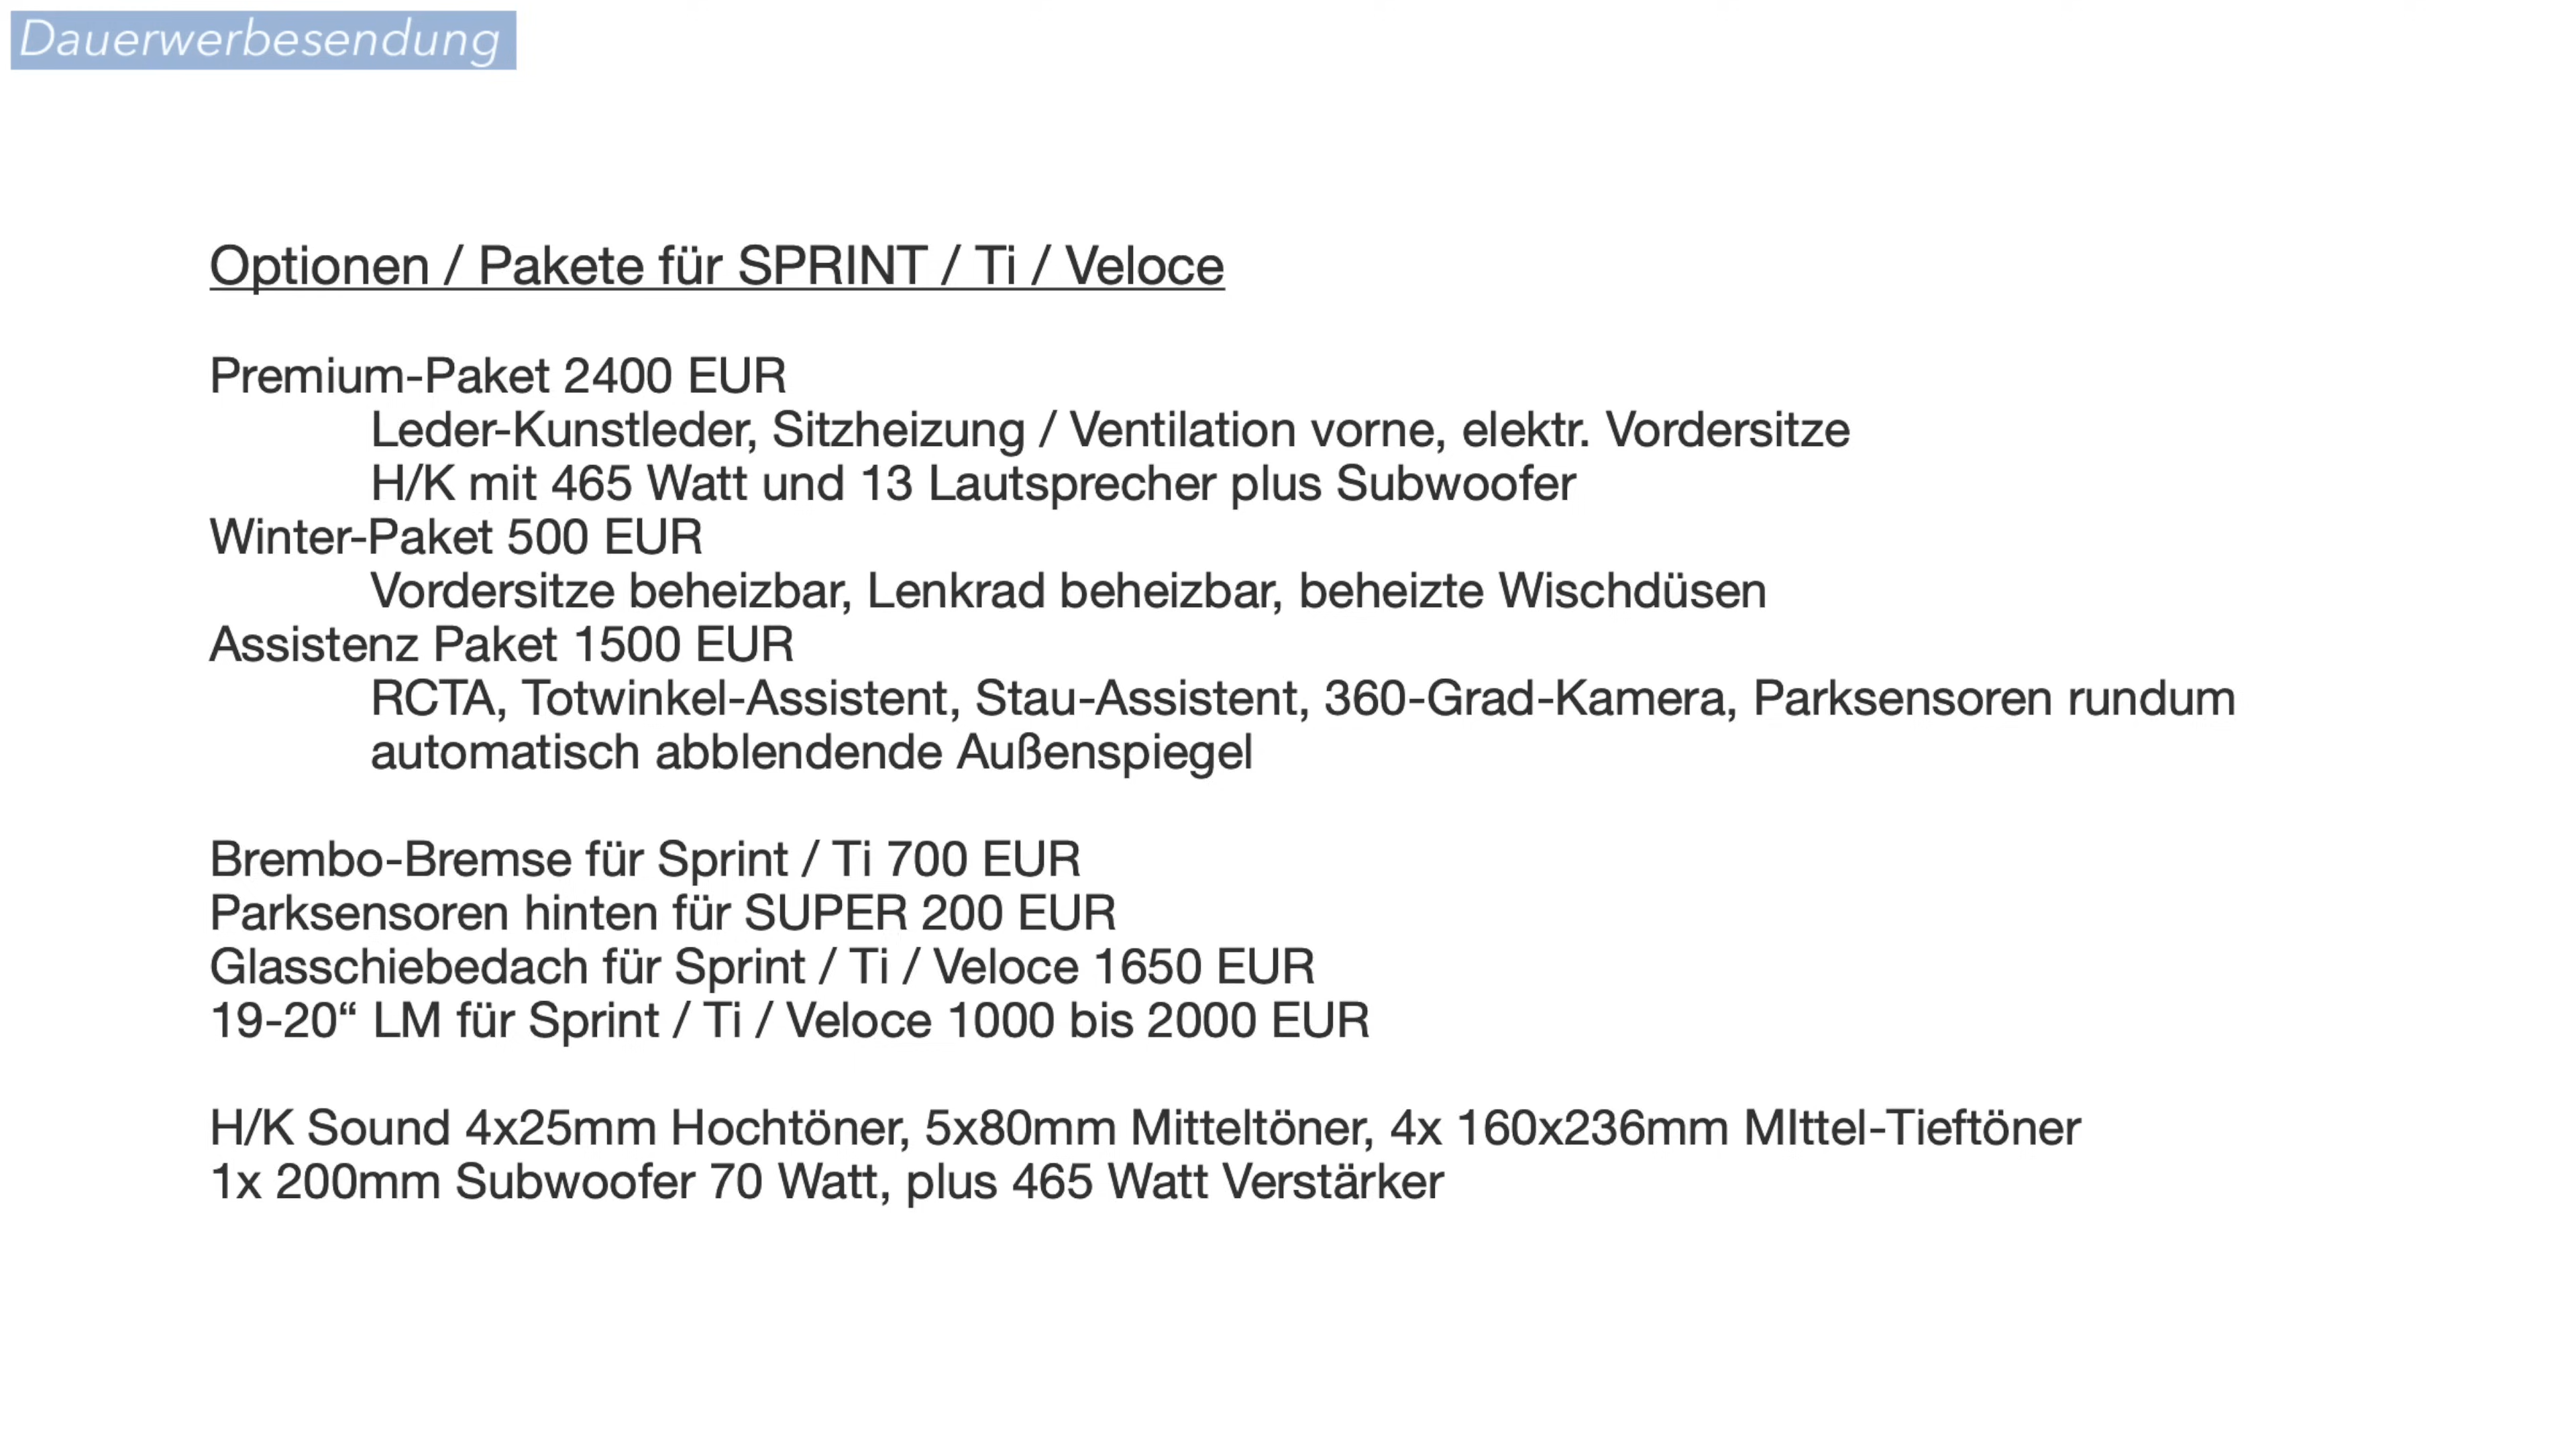 Dauerwerbesendung
Optionen / Pakete für SPRINT / Ti / Veloce
Premium-Paket 2400 EUR
Leder-Kunstleder, Sitzheizung / Ventilation vorne, elektr. Vordersitze
H/K mit 465 Watt und 13 Lautsprecher plus Subwoofer
Winter-Paket 500 EUR
Vordersitze beheizbar, Lenkrad beheizbar, beheizte Wischdüsen
Assistenz Paket 1500 EUR
RCTA, Totwinkel-Assistent, Stau-Assistent, 360-Grad-Kamera, Parksensoren rundum
automatisch abblendende Außenspiegel
Brembo-Bremse für Sprint / Ti 700 EUR
Parksensoren hinten für SUPER 200 EUR
Glasschiebedach für Sprint / Ti / Veloce 1650 EUR
19-20“ LM für Sprint / Ti / Veloce 1000 bis 2000 EUR
H/K Sound 4x25mm Hochtöner, 5x80mm Mitteltöner, 4x 160x236mm MIttel-Tieftöner
1x 200mm Subwoofer 70 Watt, plus 465 Watt Verstärker